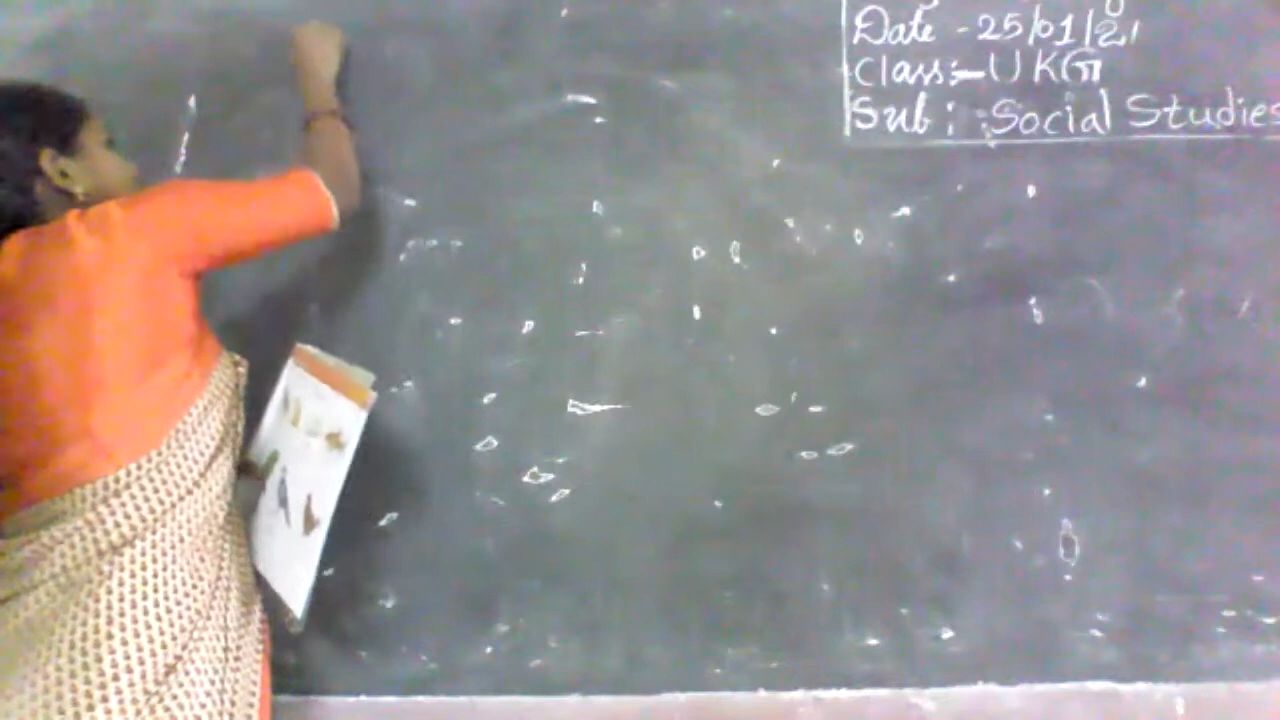 Date - 25/01/21
Class:- UKG
Sub : Social Studies